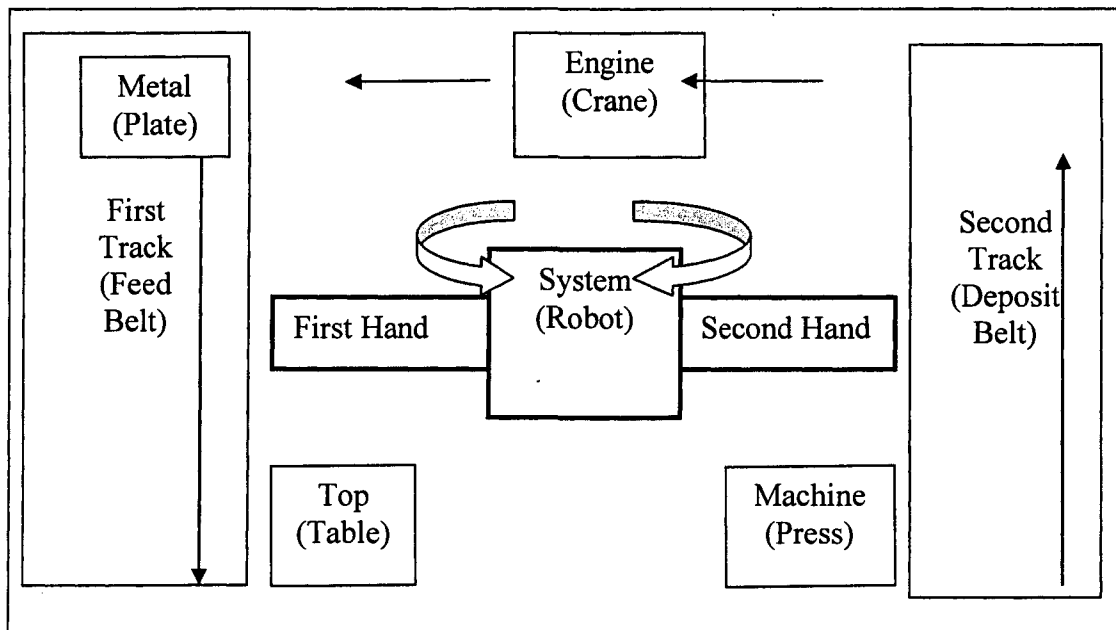 Metal
(Plate)
First
Track
(Feed
Belt)
Engine
(Crane)
System
(Robot)
First Hand
Second Hand
Top
(Table)
Machine
(Press)
Second
Track
(Deposit
Belt)